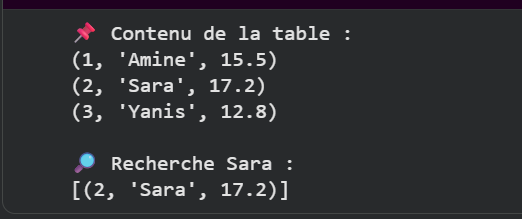 📌 Contenu de la table :
(1, 'Amine', 15.5)
(2, 'Sara', 17.2)
(3, 'Yanis', 12.8)
🔎 Recherche Sara :
[(2, 'Sara', 17.2)]